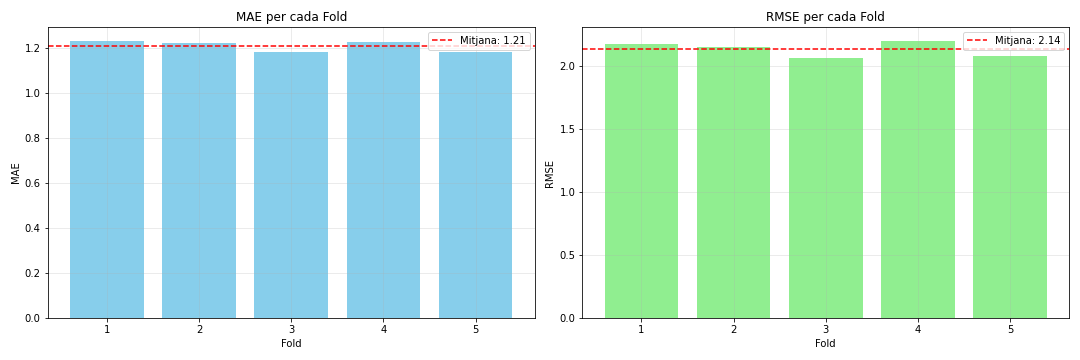 MAE per cada Fold
Mitjana: 1.21
MAE
1.2
1.0
0.8
0.6
0.4
0.2
0.0
1 2 3 4 5
Fold
RMSE per cada Fold
Mitjana: 2.14
RMSE
2.0
1.5
1.0
0.5
0.0
1 2 3 4 5
Fold